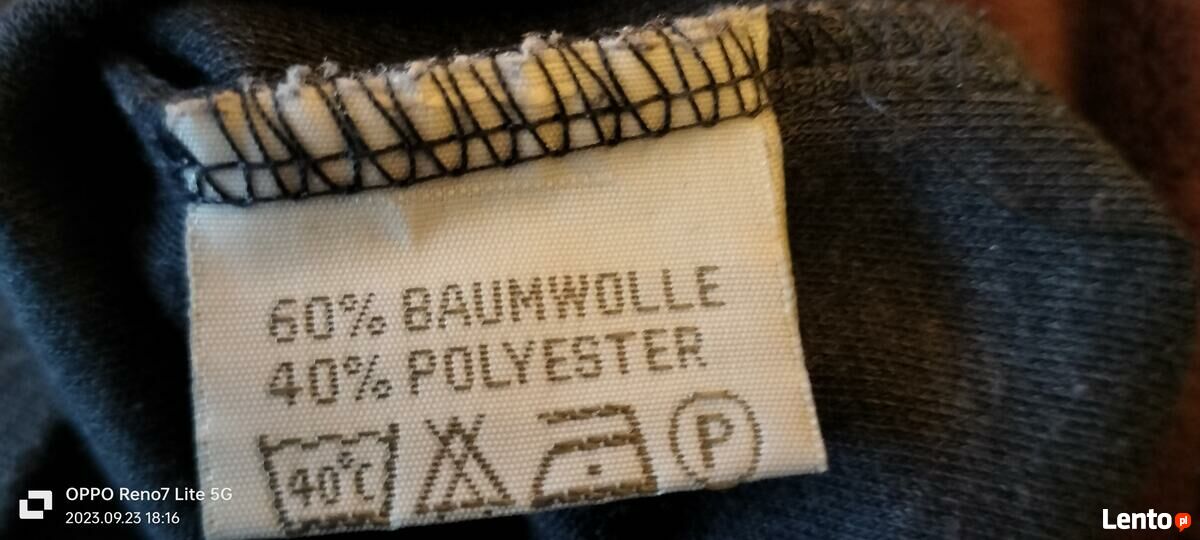 60% BAUMWOLLE
40% POLYESTER
40°C
P
OPPO Reno7 Lite 5G
2023.09.23 18:16
Lento pl